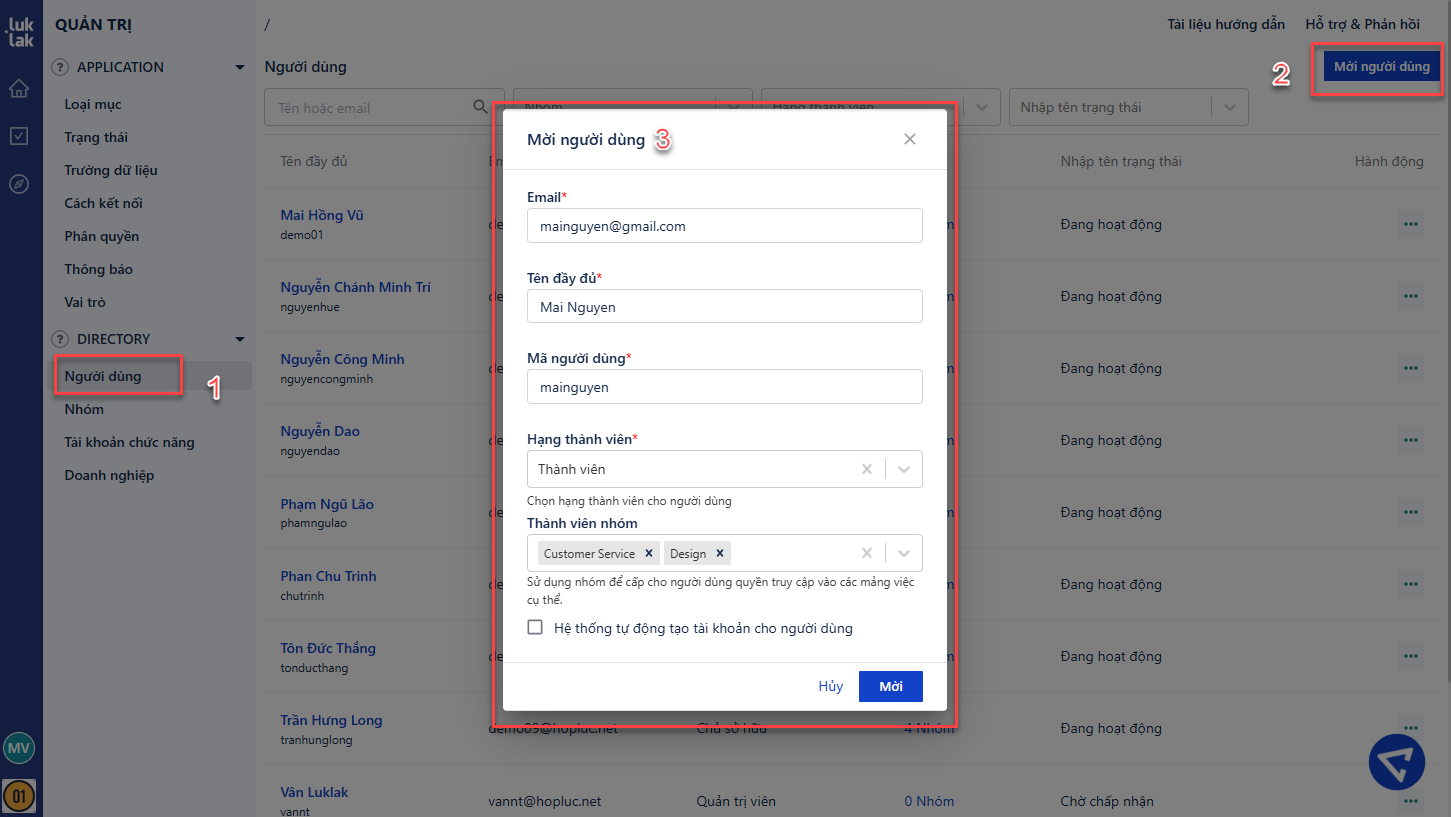 luk
lak
QUẢN TRỊ
/
Tài liệu hướng dẫn
Hỗ trợ & Phản hồi
? APPLICATION
Người dùng
2
Mời người dùng
Loại mục
Tên hoặc email
Nhóm
Hạng thành viên
Nhập tên trạng thái
Trạng thái
Trường dữ liệu
Cách kết nối
Phân quyền
Thông báo
Vai trò
? DIRECTORY
Người dùng
1
Nhóm
Tài khoản chức năng
Doanh nghiệp
MV
01
Tên đầy đủ
Nhập tên trạng thái
Hành động
Mai Hồng Vũ
demo01
Đang hoạt động
Nguyễn Chánh Minh Trí
nguyenhue
Đang hoạt động
Nguyễn Công Minh
nguyencongminh
Đang hoạt động
Nguyễn Dao
nguyendao
Đang hoạt động
Phạm Ngũ Lão
phamngulao
Đang hoạt động
Phan Chu Trinh
chutrinh
Đang hoạt động
Tôn Đức Thắng
tonducthang
Đang hoạt động
Trần Hưng Long
tranhunglong
demo09@hopluc.net
Chủ sở hữu
4 Nhóm
Đang hoạt động
Vân Luklak
vannt
vannt@hopluc.net
Quản trị viên
0 Nhóm
Chờ chấp nhận
Mời người dùng 3
Email*
mainguyen@gmail.com
Tên đầy đủ*
Mai Nguyen
Mã người dùng*
mainguyen
Hạng thành viên*
Thành viên
Chọn hạng thành viên cho người dùng
Thành viên nhóm
Customer Service
Design
Sử dụng nhóm để cấp cho người dùng quyền truy cập vào các mảng việc
cụ thể.
Hệ thống tự động tạo tài khoản cho người dùng
Hủy
Mời